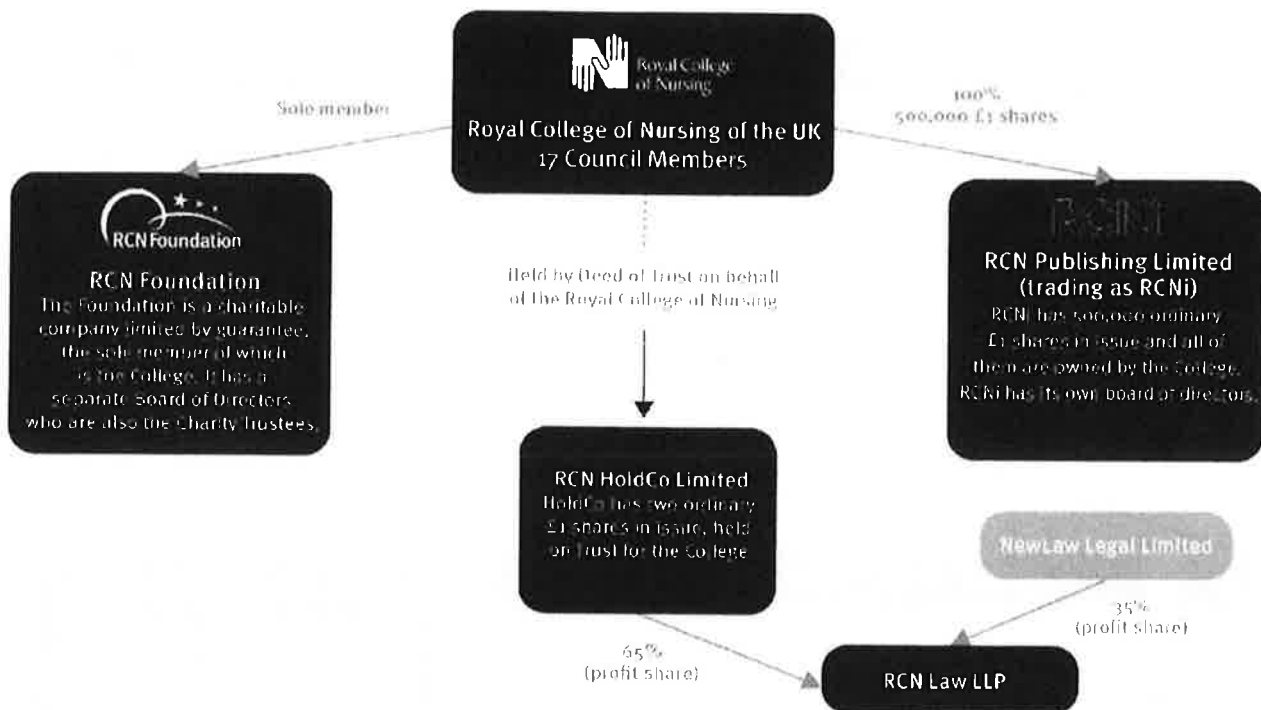 Royal College
of Nursing
Royal College of Nursing of the UK
17 Council Members
Sole member
100%
500,000 £1 shares
RCN Foundation
RCN Foundation
The Foundation is a charitable
company limited by guarantee,
the sole member of which
is the College. It has a
separate Board of Directors
who are also the Charity Trustees.
Held by Deed of Trust on behalf
of the Royal College of Nursing
RCNi
RCN Publishing Limited
(trading as RCNi)
RCNi has 500,000 ordinary
£1 shares in issue and all of
them are owned by the College.
RCNi has its own board of directors.
RCN HoldCo Limited
HoldCo has two ordinary
£1 shares in issue, held
on Trust for the College
NewLaw Legal Limited
65%
(profit share)
35%
(profit share)
RCN Law LLP